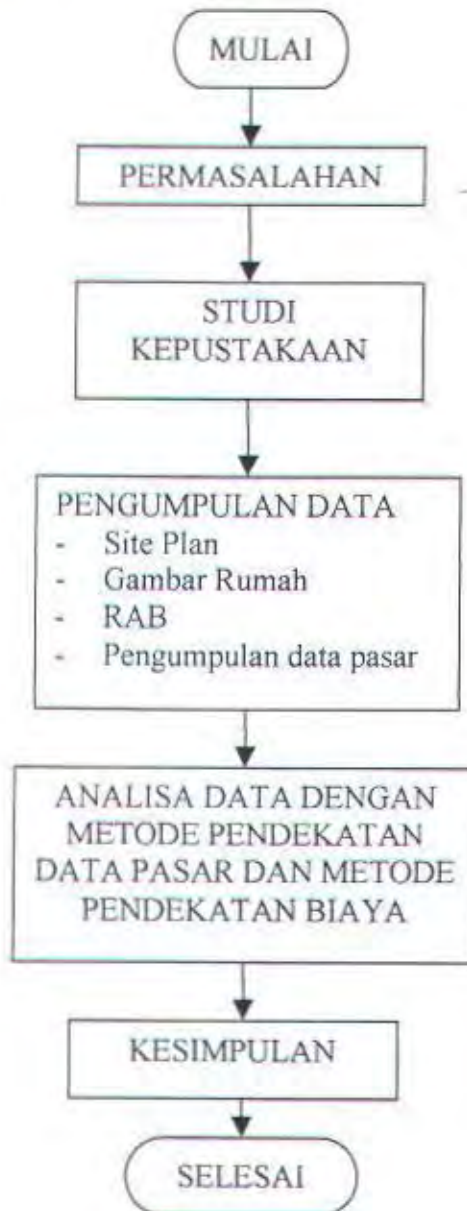 MULAI
PERMASALAHAN
STUDI
KEPUSTAKAAN
PENGUMPULAN DATA
- Site Plan
- Gambar Rumah
- RAB
- Pengumpulan data pasar
ANALISA DATA DENGAN
METODE PENDEKATAN
DATA PASAR DAN METODE
PENDEKATAN BIAYA
KESIMPULAN
SELESAI